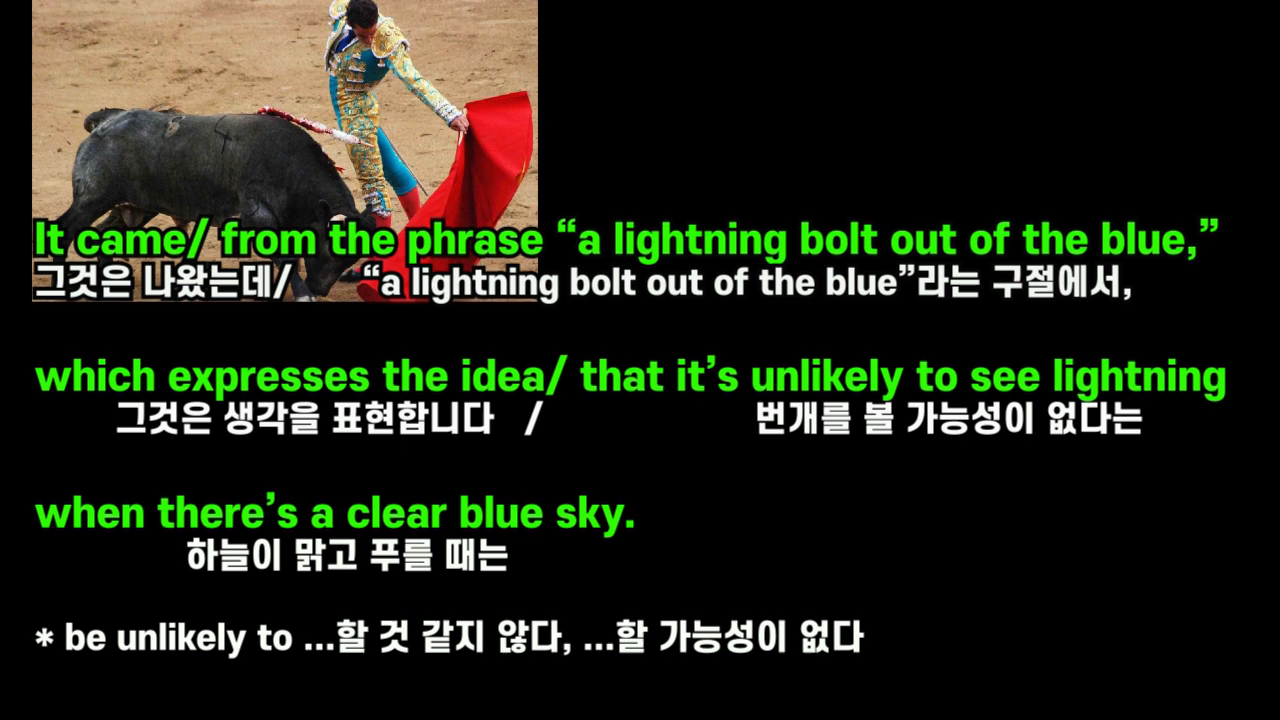 It came/ from the phrase “a lightning bolt out of the blue,”
그것은 나왔는데/ “a lightning bolt out of the blue”라는 구절에서,
which expresses the idea/ that it’s unlikely to see lightning
그것은 생각을 표현합니다 / 번개를 볼 가능성이 없다는
when there’s a clear blue sky.
하늘이 맑고 푸를 때는
* be unlikely to ...할 것 같지 않다, ...할 가능성이 없다